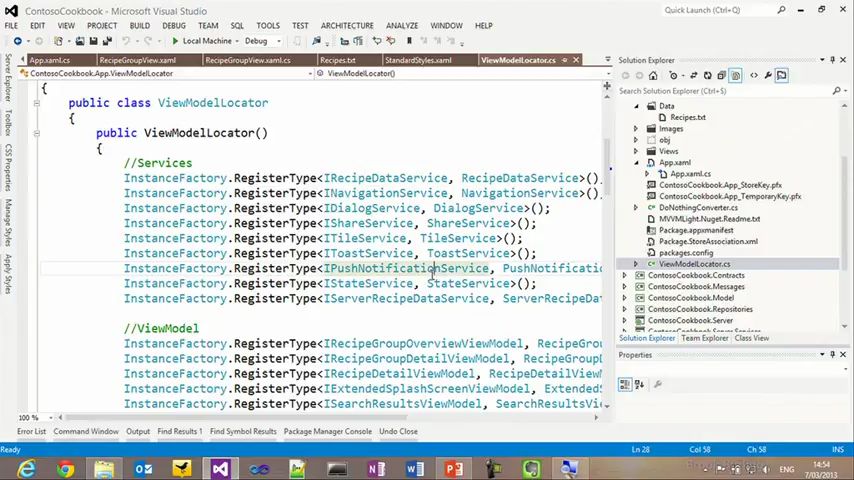 ContosoCookbook - Microsoft Visual Studio
Quick Launch (Ctrl+Q)
FILE EDIT VIEW PROJECT BUILD DEBUG TEAM SQL TOOLS TEST ARCHITECTURE ANALYZE WINDOW HELP
Local Machine Debug
App.xaml.cs RecipeGroupView.xaml RecipeGroupView.xaml.cs Recipes.txt StandardStyles.xaml ViewModelLocator.cs
ContosoCookbook.App.ViewModelLocator ViewModelLocator()
{
public class ViewModelLocator
{
public ViewModelLocator()
{
//Services
InstanceFactory.RegisterType<IRecipeDataService, RecipeDataService>();
InstanceFactory.RegisterType<INavigationService, NavigationService>();
InstanceFactory.RegisterType<IDialogService, DialogService>();
InstanceFactory.RegisterType<IShareService, ShareService>();
InstanceFactory.RegisterType<ITileService, TileService>();
InstanceFactory.RegisterType<IToastService, ToastService>();
InstanceFactory.RegisterType<IPushNotificationService, PushNotificatio
InstanceFactory.RegisterType<IStateService, StateService>();
InstanceFactory.RegisterType<IServerRecipeDataService, ServerRecipeDat
//ViewModel
InstanceFactory.RegisterType<IRecipeGroupOverviewViewModel, RecipeGrou
InstanceFactory.RegisterType<IRecipeGroupDetailViewModel, RecipeGroupD
InstanceFactory.RegisterType<IRecipeDetailViewModel, RecipeDetailViewM
InstanceFactory.RegisterType<IExtendedSplashScreenViewModel, ExtendedS
InstanceFactory.RegisterType<ISearchResultsViewModel, SearchResultsVie
100 %
Server Explorer
Toolbox
CSS Properties
Manage Styles
Apply Styles
Solution Explorer
Search Solution Explorer (Ctrl+$)
Data
Recipes.txt
Images
obj
Views
App.xaml
App.xaml.cs
ContosoCookbook.App_StoreKey.pfx
ContosoCookbook.App_TemporaryKey.pfx
DoNothingConverter.cs
MVVMLight.Nuget.Readme.txt
Package.appxmanifest
Package.StoreAssociation.xml
packages.config
ViewModelLocator.cs
ContosoCookbook.Contracts
ContosoCookbook.Messages
ContosoCookbook.Model
ContosoCookbook.Repositories
ContosoCookbook.Server
ContosoCookbook.Services
Solution Explorer Team Explorer Class View
Properties
Error List Command Window Output Find Results 1 Find Symbol Results Package Manager Console Undo Close
Ready Ln 28 Col 58 Ch 58 INS
ENG 14:54
7/03/2013